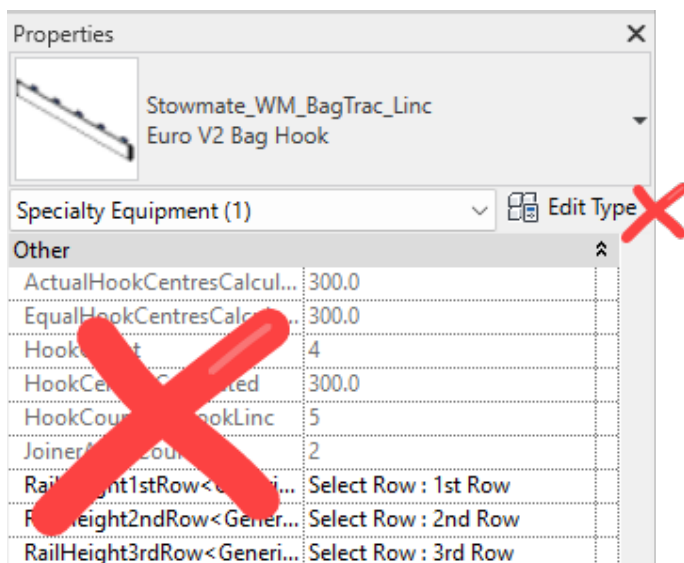 Properties
Stowmate_WM_BagTrac_Linc
Euro V2 Bag Hook
Specialty Equipment (1)
Edit Type
Other
ActualHookCentresCalcul... 300.0
EqualHookCentresCalc... 300.0
4
300.0
5
2
Select Row : 1st Row
Select Row : 2nd Row
RailHeight3rdRow<Generi... Select Row : 3rd Row